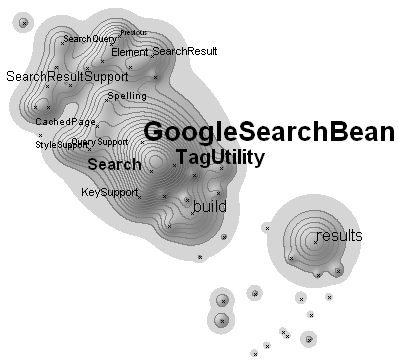 Previous
SearchQuery
Element
SearchResult
SearchResultSupport
Spelling
CachedPage
GoogleSearchBean
StyleSupport
QuerySupport
TagUtility
Search
KeySupport
build
results